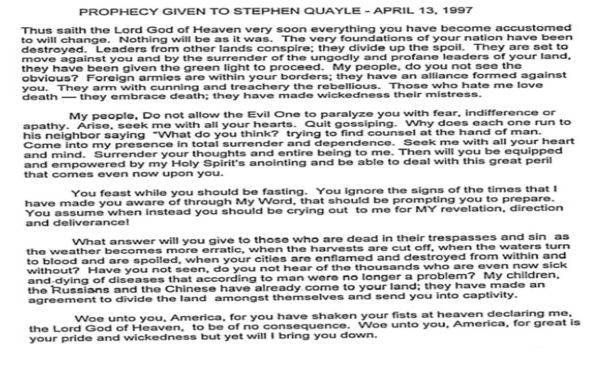 PROPHECY GIVEN TO STEPHEN QUAYLE - APRIL 13, 1997
Thus saith the Lord God of Heaven very soon everything you have become accustomed
to will change. Nothing will be as it was. The very foundations of your nation have been
destroyed. Leaders from other lands conspire; they divide up the spoil. They are set to
move against you and by the surrender of the ungodly and profane leaders of your land,
they have been given the green light to proceed. My people, do you not see the
obvious? Foreign armies are within your borders; they have an alliance formed against
you. They arm with cunning and treachery the rebellious. Those who hate me love
death — they embrace death; they have made wickedness their mistress.
My people, Do not allow the Evil One to paralyze you with fear, indifference or
apathy. Arise, seek me with all your hearts. Quit gossiping. Why does each one run to
his neighbor saying "What do you think? trying to find counsel at the hand of man.
Come into my presence in total surrender and dependence. Seek me with all your heart
and mind. Surrender your thoughts and entire being to me. Then will you be equipped
and empowered by my Holy Spirit's anointing and be able to deal with this great peril
that comes even now upon you.
You feast while you should be fasting. You ignore the signs of the times that I
have made you aware of through My Word, that should be prompting you to prepare.
You assume when instead you should be crying out to me for MY revelation, direction
and deliverance!
What answer will you give to those who are dead in their trespasses and sin as
the weather becomes more erratic, when the harvests are cut off, when the waters turn
to blood and are spoiled, when your cities are enflamed and destroyed from within and
without? Have you not seen, do you not hear of the thousands who are even now sick
and dying of diseases that according to man were no longer a problem? My children,
the Russians and the Chinese have already come to your land; they have made an
agreement to divide the land amongst themselves and send you into captivity.
Woe unto you, America, for you have shaken your fists at heaven declaring me,
the Lord God of Heaven, to be of no consequence. Woe unto you, America, for great is
your pride and wickedness but yet will I bring you down.